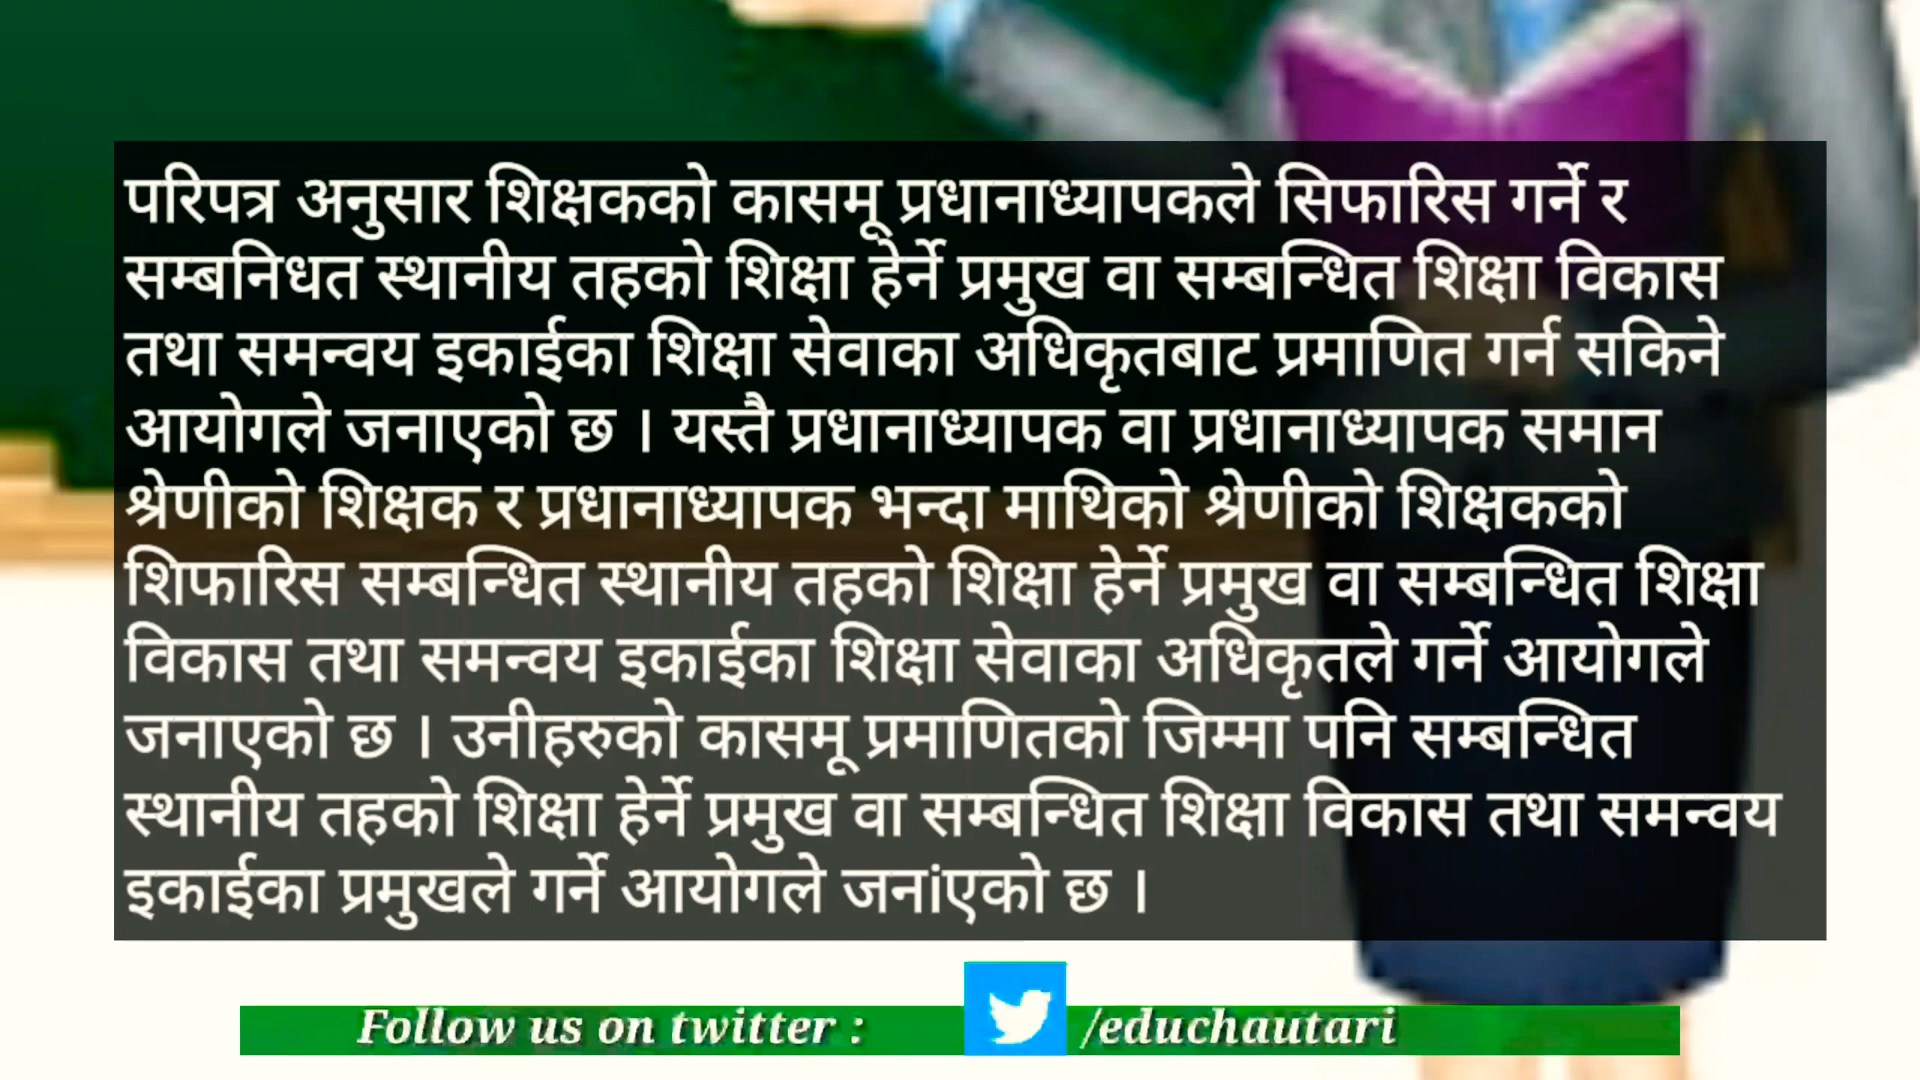 परिपत्र अनुसार शिक्षकको कासमू प्रधानाध्यापकले सिफारिस गर्ने र
सम्बनिधत स्थानीय तहको शिक्षा हेर्ने प्रमुख वा सम्बन्धित शिक्षा विकास
तथा समन्वय इकाईका शिक्षा सेवाका अधिकृतबाट प्रमाणित गर्न सकिने
आयोगले जनाएको छ । यस्तै प्रधानाध्यापक वा प्रधानाध्यापक समान
श्रेणीको शिक्षक र प्रधानाध्यापक भन्दा माथिको श्रेणीको शिक्षकको
शिफारिस सम्बन्धित स्थानीय तहको शिक्षा हेर्ने प्रमुख वा सम्बन्धित शिक्षा
विकास तथा समन्वय इकाईका शिक्षा सेवाका अधिकृतले गर्ने आयोगले
जनाएको छ । उनीहरुको कासमू प्रमाणितको जिम्मा पनि सम्बन्धित
स्थानीय तहको शिक्षा हेर्ने प्रमुख वा सम्बन्धित शिक्षा विकास तथा समन्वय
इकाईका प्रमुखले गर्ने आयोगले जनiएको छ ।
Follow us on twitter : /educhautari